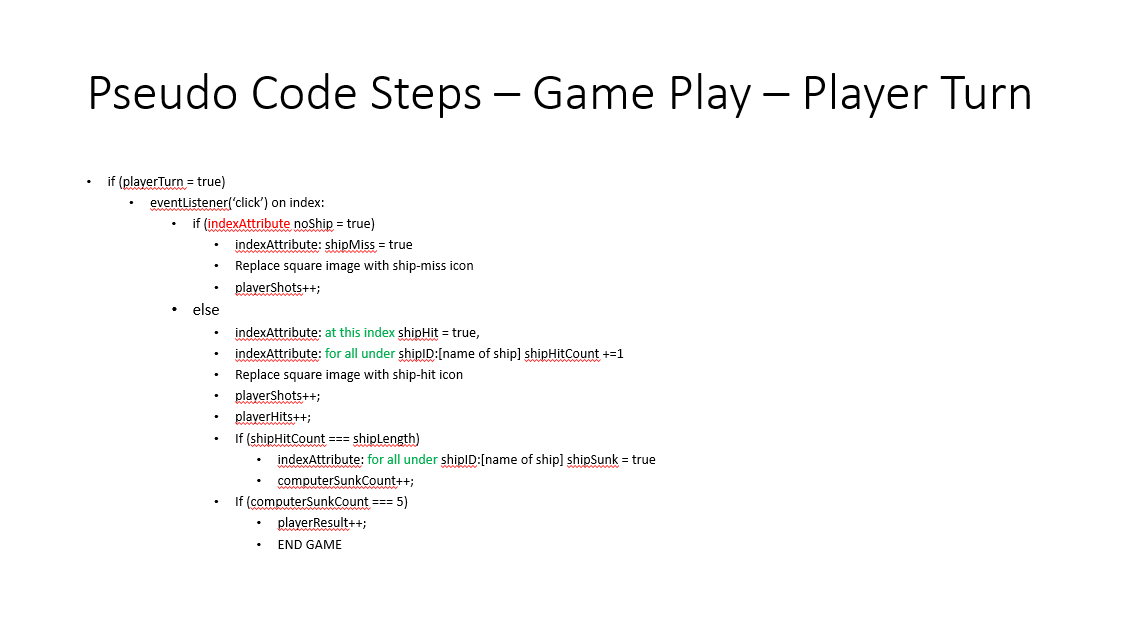 Pseudo Code Steps – Game Play – Player Turn
• if (playerTurn = true)
• eventListener(‘click’) on index:
• if (indexAttribute noShip = true)
• indexAttribute: shipMiss = true
• Replace square image with ship-miss icon
• playerShots++;
• else
• indexAttribute: at this index shipHit = true,
• indexAttribute: for all under shipID:[name of ship] shipHitCount +=1
• Replace square image with ship-hit icon
• playerShots++;
• playerHits++;
• If (shipHitCount === shipLength)
• indexAttribute: for all under shipID:[name of ship] shipSunk = true
• computerSunkCount++;
• If (computerSunkCount === 5)
• playerResult++;
• END GAME